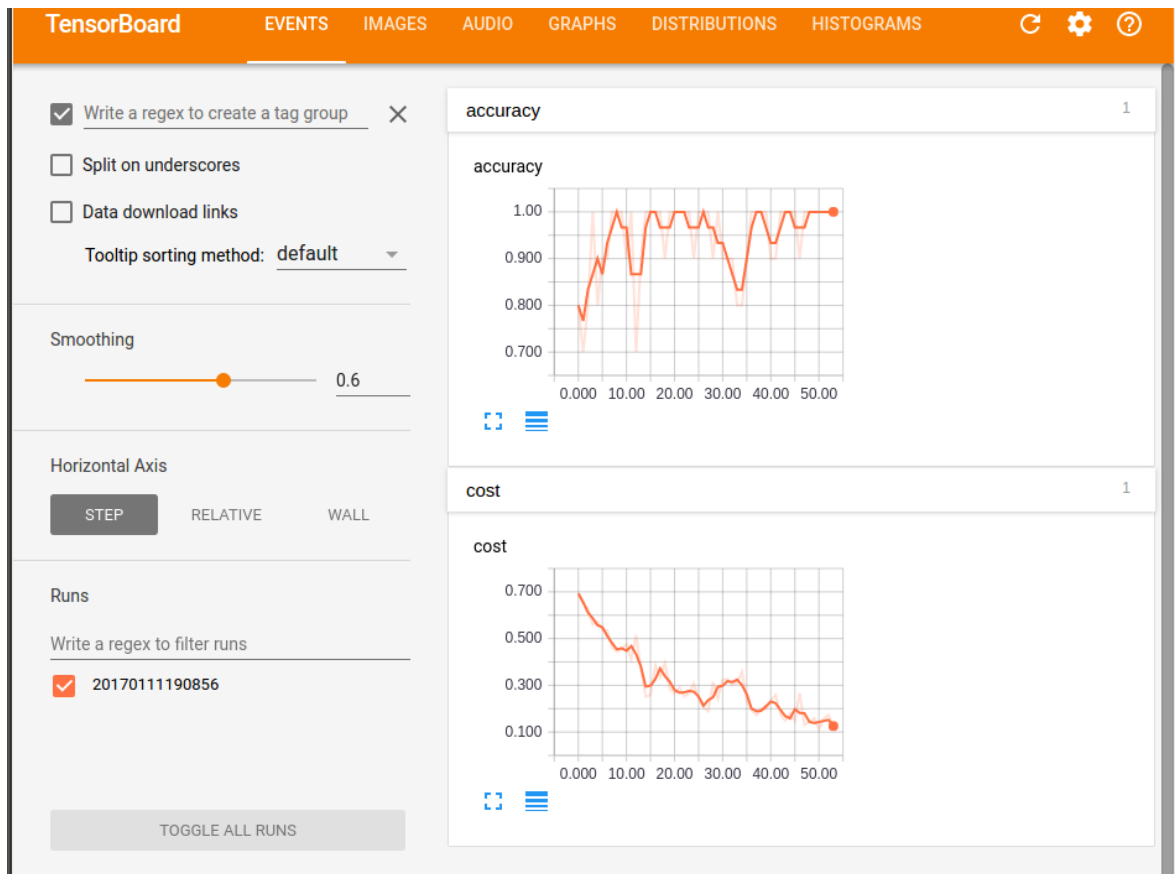 TensorBoard EVENTS IMAGES AUDIO GRAPHS DISTRIBUTIONS HISTOGRAMS
Write a regex to create a tag group
Split on underscores
Data download links
Tooltip sorting method: default
Smoothing
0.6
Horizontal Axis
STEP RELATIVE WALL
Runs
Write a regex to filter runs
20170111190856
TOGGLE ALL RUNS
accuracy 1
accuracy
1.00
0.900
0.800
0.700
0.000 10.00 20.00 30.00 40.00 50.00
cost 1
cost
0.700
0.500
0.300
0.100
0.000 10.00 20.00 30.00 40.00 50.00